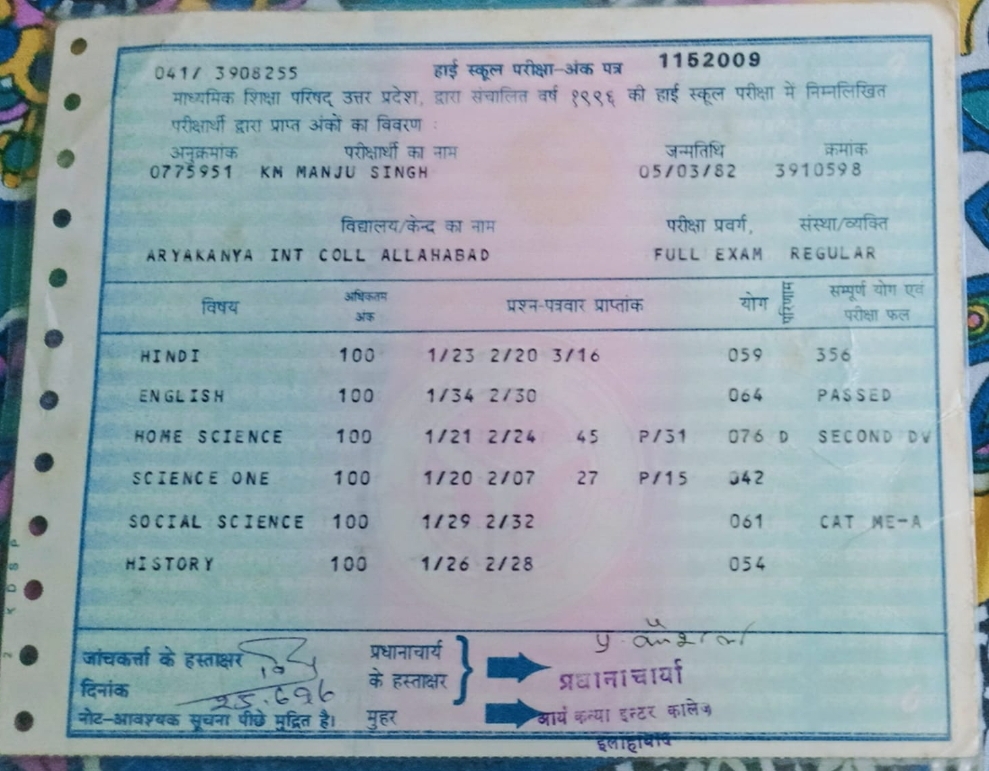 041/ 3908255 हाई स्कूल परीक्षा-अंक पत्र 1152009
माध्यमिक शिक्षा परिषद् उत्तर प्रदेश, द्वारा संचालित वर्ष १९९६ की हाई स्कूल परीक्षा में निम्नलिखित
परीक्षार्थी द्वारा प्राप्त अंकों का विवरण :
अनुक्रमांक परीक्षार्थी का नाम जन्मतिथि क्रमांक
0775951 KM MANJU SINGH 05/03/82 3910598
विद्यालय/केन्द का नाम परीक्षा प्रवर्ग, संस्था/व्यक्ति
ARYAKANYA INT COLL ALLAHABAD FULL EXAM REGULAR
विषय अधिकतम अंक प्रश्न-पत्रवार प्राप्तांक योग परिणाम सम्पूर्ण योग एवं
परीक्षा फल
HINDI 100 1/23 2/20 3/16 059 356
ENGLISH 100 1/34 2/30 064 PASSED
HOME SCIENCE 100 1/21 2/24 45 P/31 076 D SECOND DV
SCIENCE ONE 100 1/20 2/07 27 P/15 042
SOCIAL SCIENCE 100 1/29 2/32 061 CAT ME-A
HISTORY 100 1/26 2/28 054
जांचकर्त्ता के हस्ताक्षर प्रधानाचार्य
के हस्ताक्षर प्रधानाचार्या
दिनांक 25.6.96
नोट-आवश्यक सूचना पीछे मुद्रित है। मुहर आर्य कन्या इन्टर कालेज
इलाहाबाद